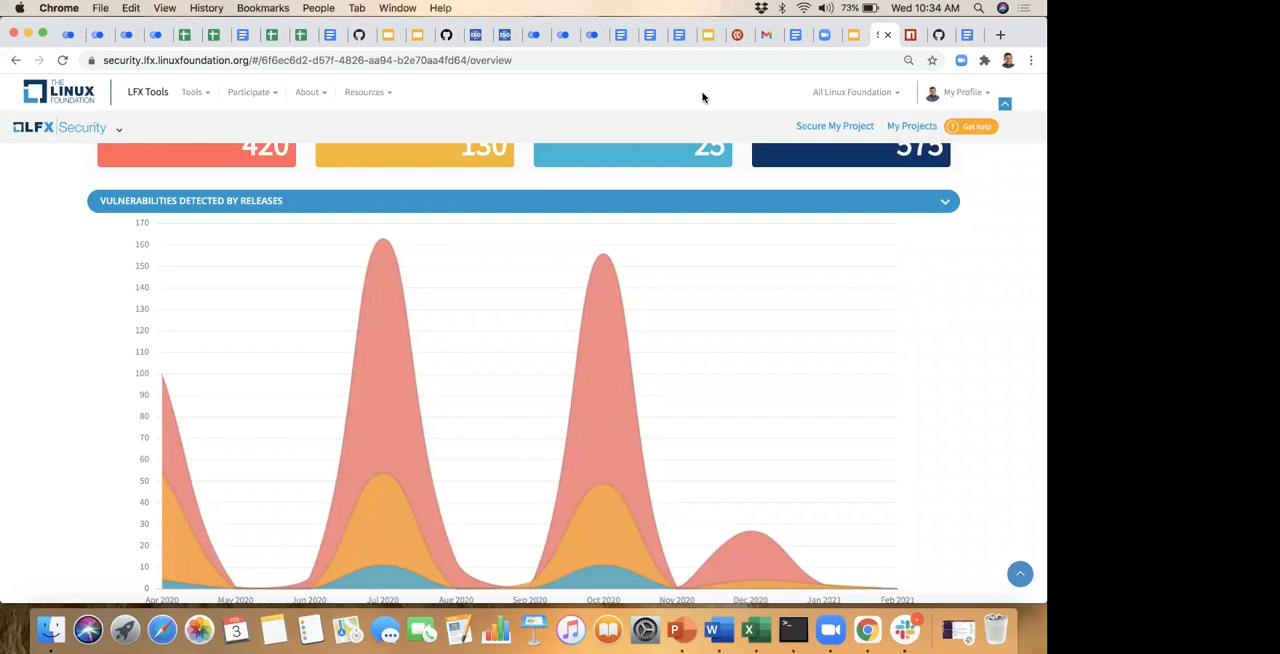 Chrome File Edit View History Bookmarks People Tab Window Help 73% Wed 10:34 AM
security.lfx.linuxfoundation.org/#/6f6ec6d2-d57f-4826-aa94-b2e70aa4fd64/overview
THE LINUX FOUNDATION LFX Tools Tools Participate About Resources All Linux Foundation My Profile
LFX Security Secure My Project My Projects Get Help
420 130 25 575
VULNERABILITIES DETECTED BY RELEASES
170
160
150
140
130
120
110
100
90
80
70
60
50
40
30
20
10
0
Apr 2020 May 2020 Jun 2020 Jul 2020 Aug 2020 Sep 2020 Oct 2020 Nov 2020 Dec 2020 Jan 2021 Feb 2021
FEB
3